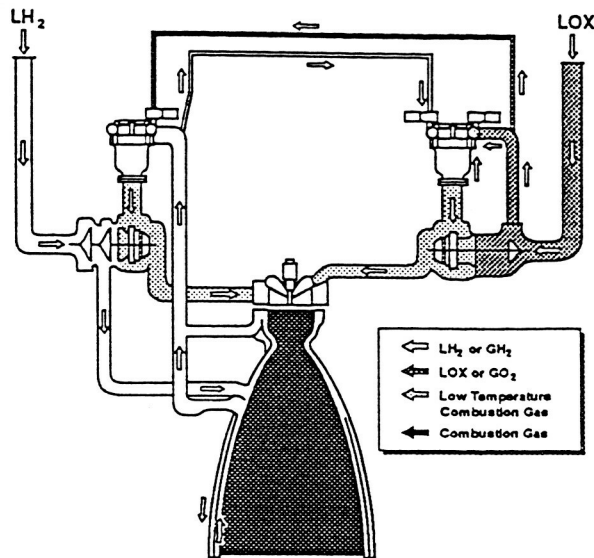 LH₂
LOX
LH₂ or GH₂
LOX or GO₂
Low Temperature
Combustion Gas
Combustion Gas